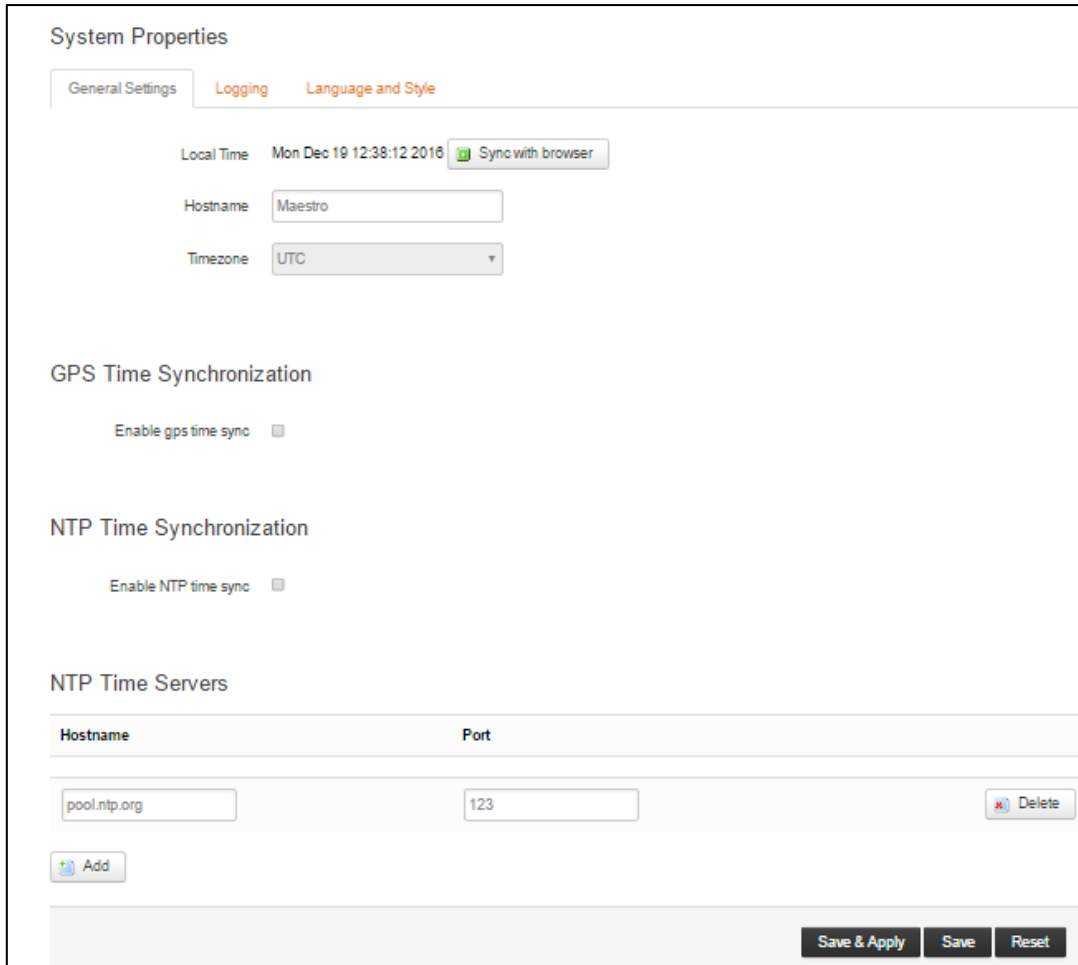 System Properties
General Settings Logging Language and Style
Local Time Mon Dec 19 12:38:12 2016 Sync with browser
Hostname Maestro
Timezone UTC
GPS Time Synchronization
Enable gps time sync
NTP Time Synchronization
Enable NTP time sync
NTP Time Servers
Hostname Port
pool.ntp.org 123 Delete
Add
Save & Apply Save Reset